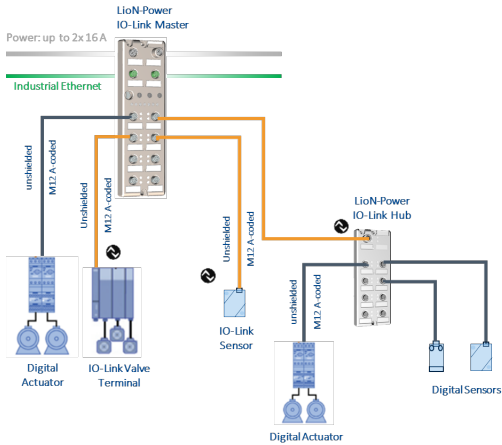 LioN-Power
IO-Link Master
Power: up to 2x 16 A
Industrial Ethernet
unshielded
M12 A-coded
Unshielded
M12 A-coded
Unshielded
M12 A-coded
LioN-Power
IO-Link Hub
unshielded
M12 A-coded
IO-Link
Sensor
Digital
Actuator
IO-Link Valve
Terminal
Digital Sensors
Digital Actuator